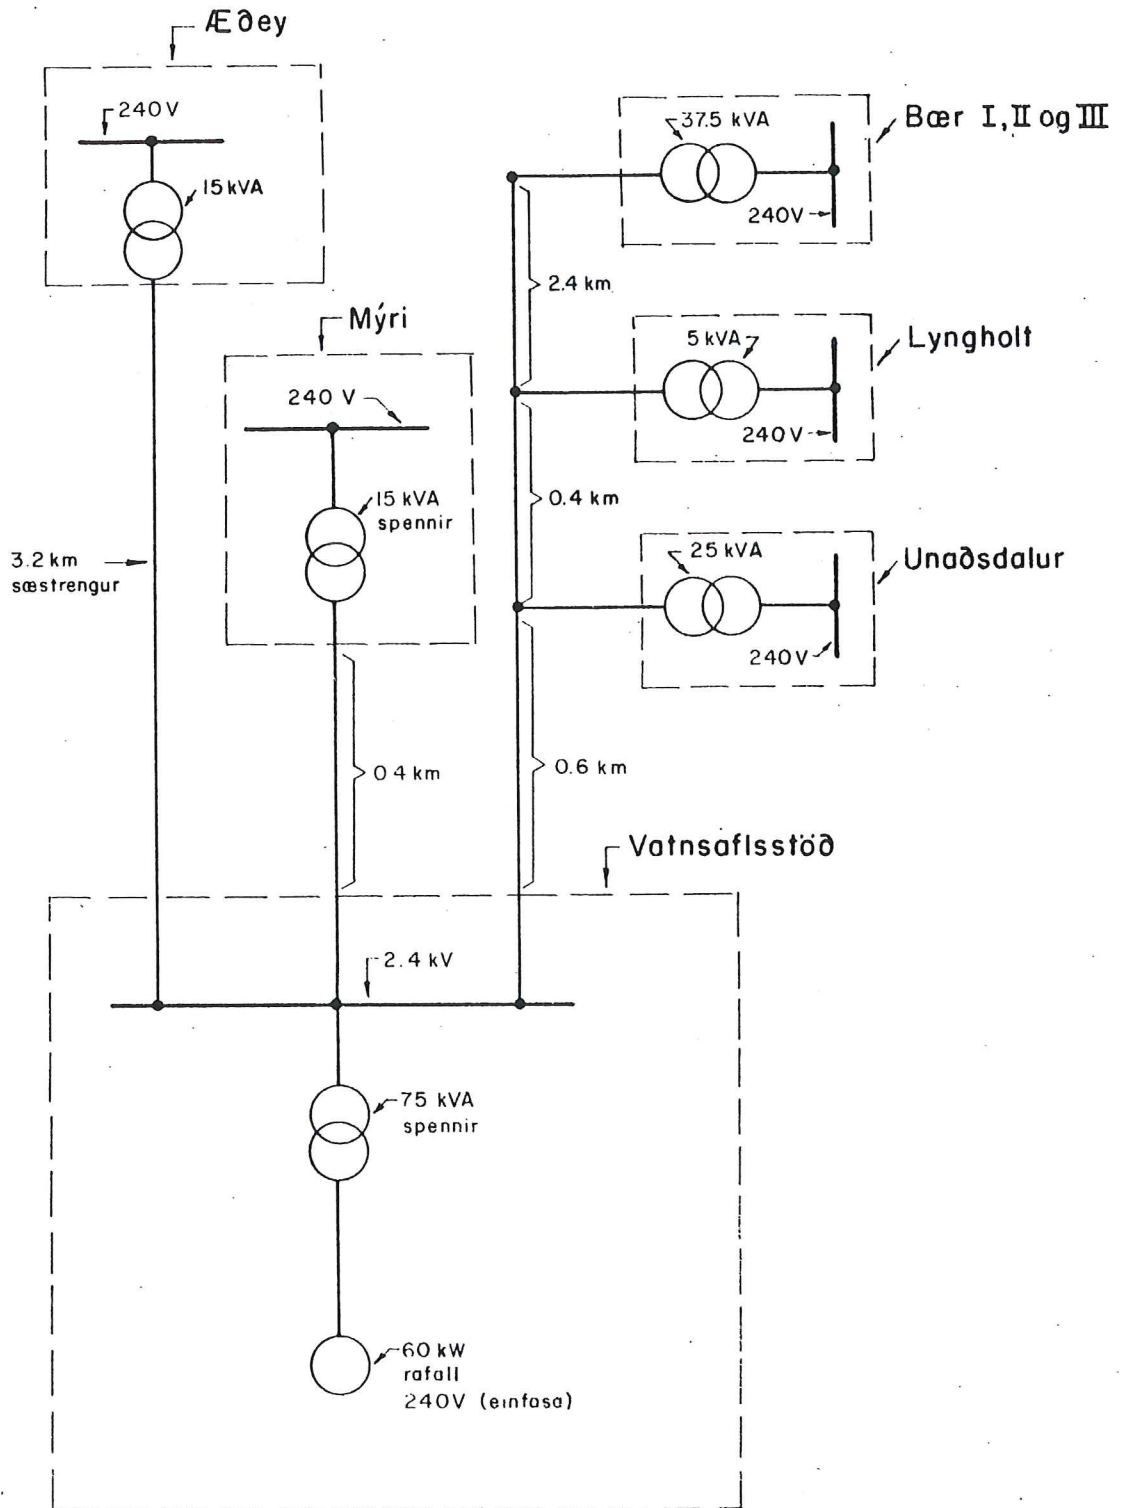 Æðey
240V
15 kVA
37.5 kVA
Bær I, II og III
240V
2.4 km
Mýri
240 V
15 kVA
spennir
5 kVA
Lyngholt
240V
0.4 km
3.2 km
sæstrengur
25 kVA
Unaðsdalur
240V
0 4 km
0.6 km
Vatnsaflsstöð
2.4 kV
75 kVA
spennir
60 kW
rafall
240V (einfasa)